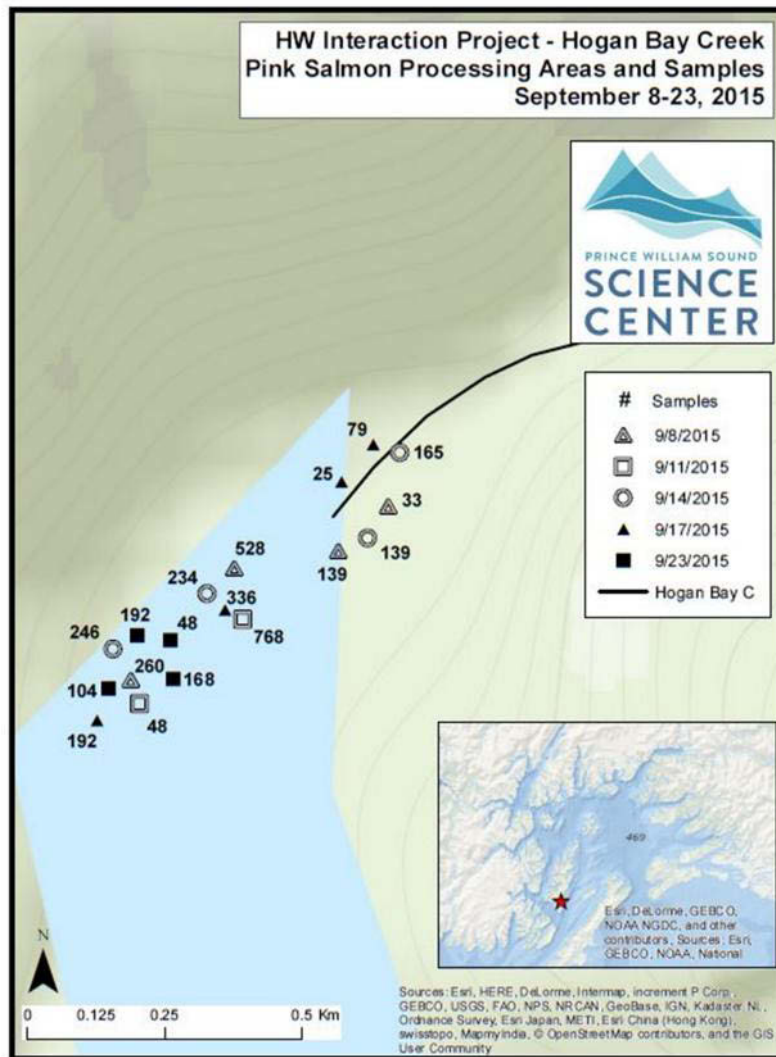 HW Interaction Project - Hogan Bay Creek
Pink Salmon Processing Areas and Samples
September 8-23, 2015
PRINCE WILLIAM SOUND
SCIENCE
CENTER
# Samples
9/8/2015
9/11/2015
9/14/2015
9/17/2015
9/23/2015
Hogan Bay C
79
165
25
33
528
139
139
234
336
192
48
768
246
260
168
104
192
48
469
Esri, DeLorme, GEBCO,
NOAA NGDC, and other
contributors, Sources: Esri,
GEBCO, NOAA, National
N
0 0.125 0.25 0.5 Km
Sources: Esri, HERE, DeLorme, Intermap, increment P Corp.,
GEBCO, USGS, FAO, NPS, NRCAN, GeoBase, IGN, Kadaster NL,
Ordnance Survey, Esri Japan, METI, Esri China (Hong Kong),
swisstopo, MapmyIndia, © OpenStreetMap contributors, and the GIS
User Community